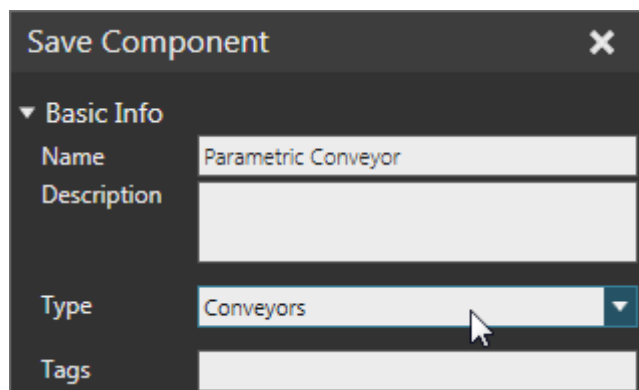 Save Component
Basic Info
Name Parametric Conveyor
Description
Type Conveyors
Tags